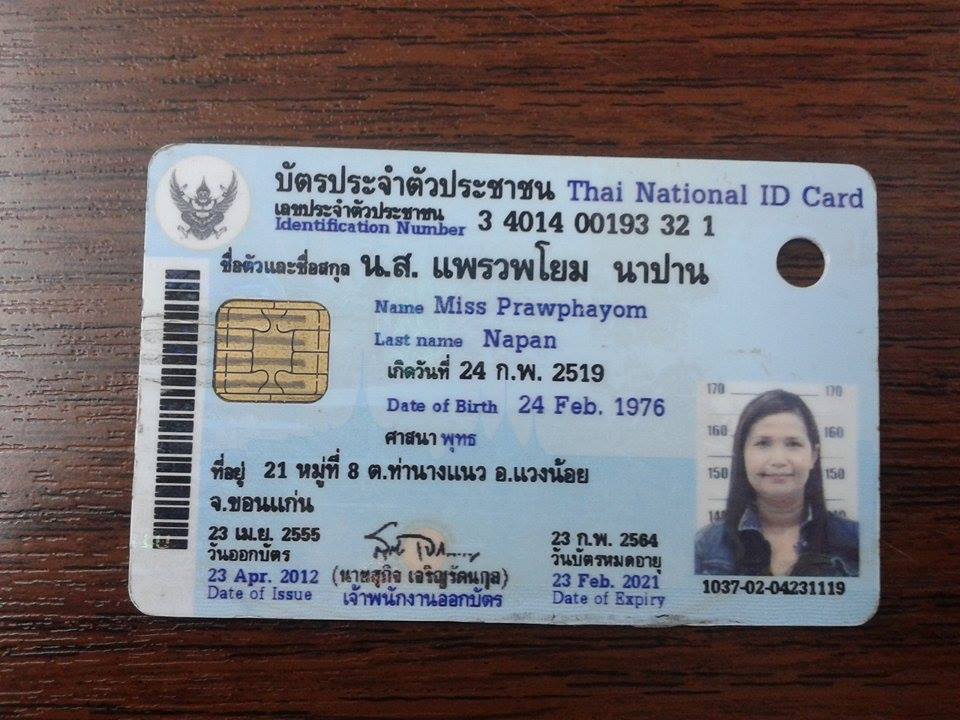 บัตรประจำตัวประชาชน Thai National ID Card
เลขประจำตัวประชาชน
Identification Number 3 4014 00193 32 1
ชื่อตัวและชื่อสกุล น.ส. แพรวพโยม นาปาน
Name Miss Prawphayom
Last name Napan
เกิดวันที่ 24 ก.พ. 2519
Date of Birth 24 Feb. 1976
ศาสนา พุทธ
ที่อยู่ 21 หมู่ที่ 8 ต.ท่านางแนว อ.แวงน้อย
จ.ขอนแก่น
23 เม.ย. 2555
วันออกบัตร
23 Apr. 2012
Date of Issue
(นายสุกิจ เจริญรัตนกุล)
เจ้าพนักงานออกบัตร
23 ก.พ. 2564
วันบัตรหมดอายุ
23 Feb. 2021
Date of Expiry
170 170
160 160
150 150
1037-02-04231119